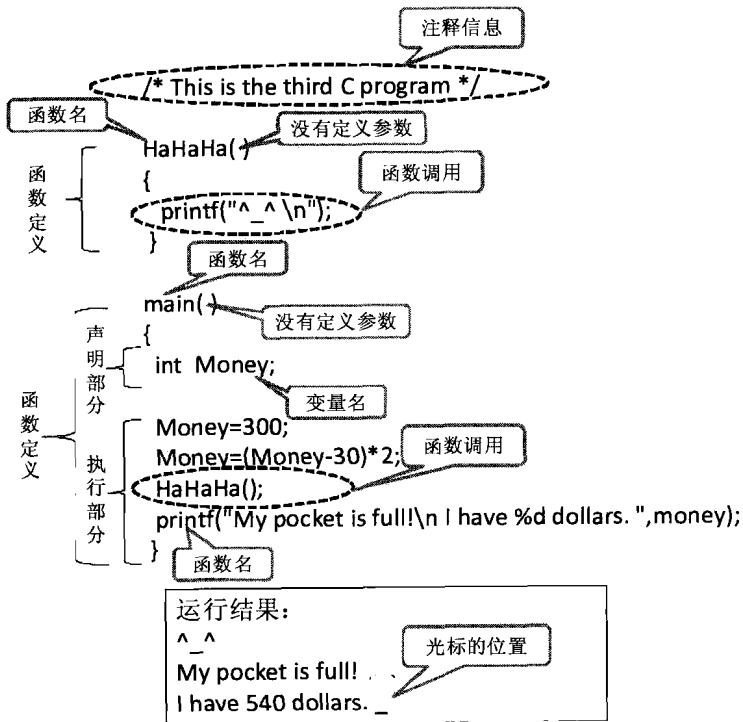 注释信息
/* This is the third C program */
函数名
没有定义参数
HaHaHa( )
函数定义
{
函数调用
printf("^_^ \n");
}
函数名
main( )
没有定义参数
声明部分
{
int Money;
变量名
函数定义
执行部分
Money=300;
Money=(Money-30)*2;
函数调用
HaHaHa();
printf("My pocket is full!\n I have %d dollars. ",money);
}
函数名
运行结果:
^_^
光标的位置
My pocket is full!
I have 540 dollars. _